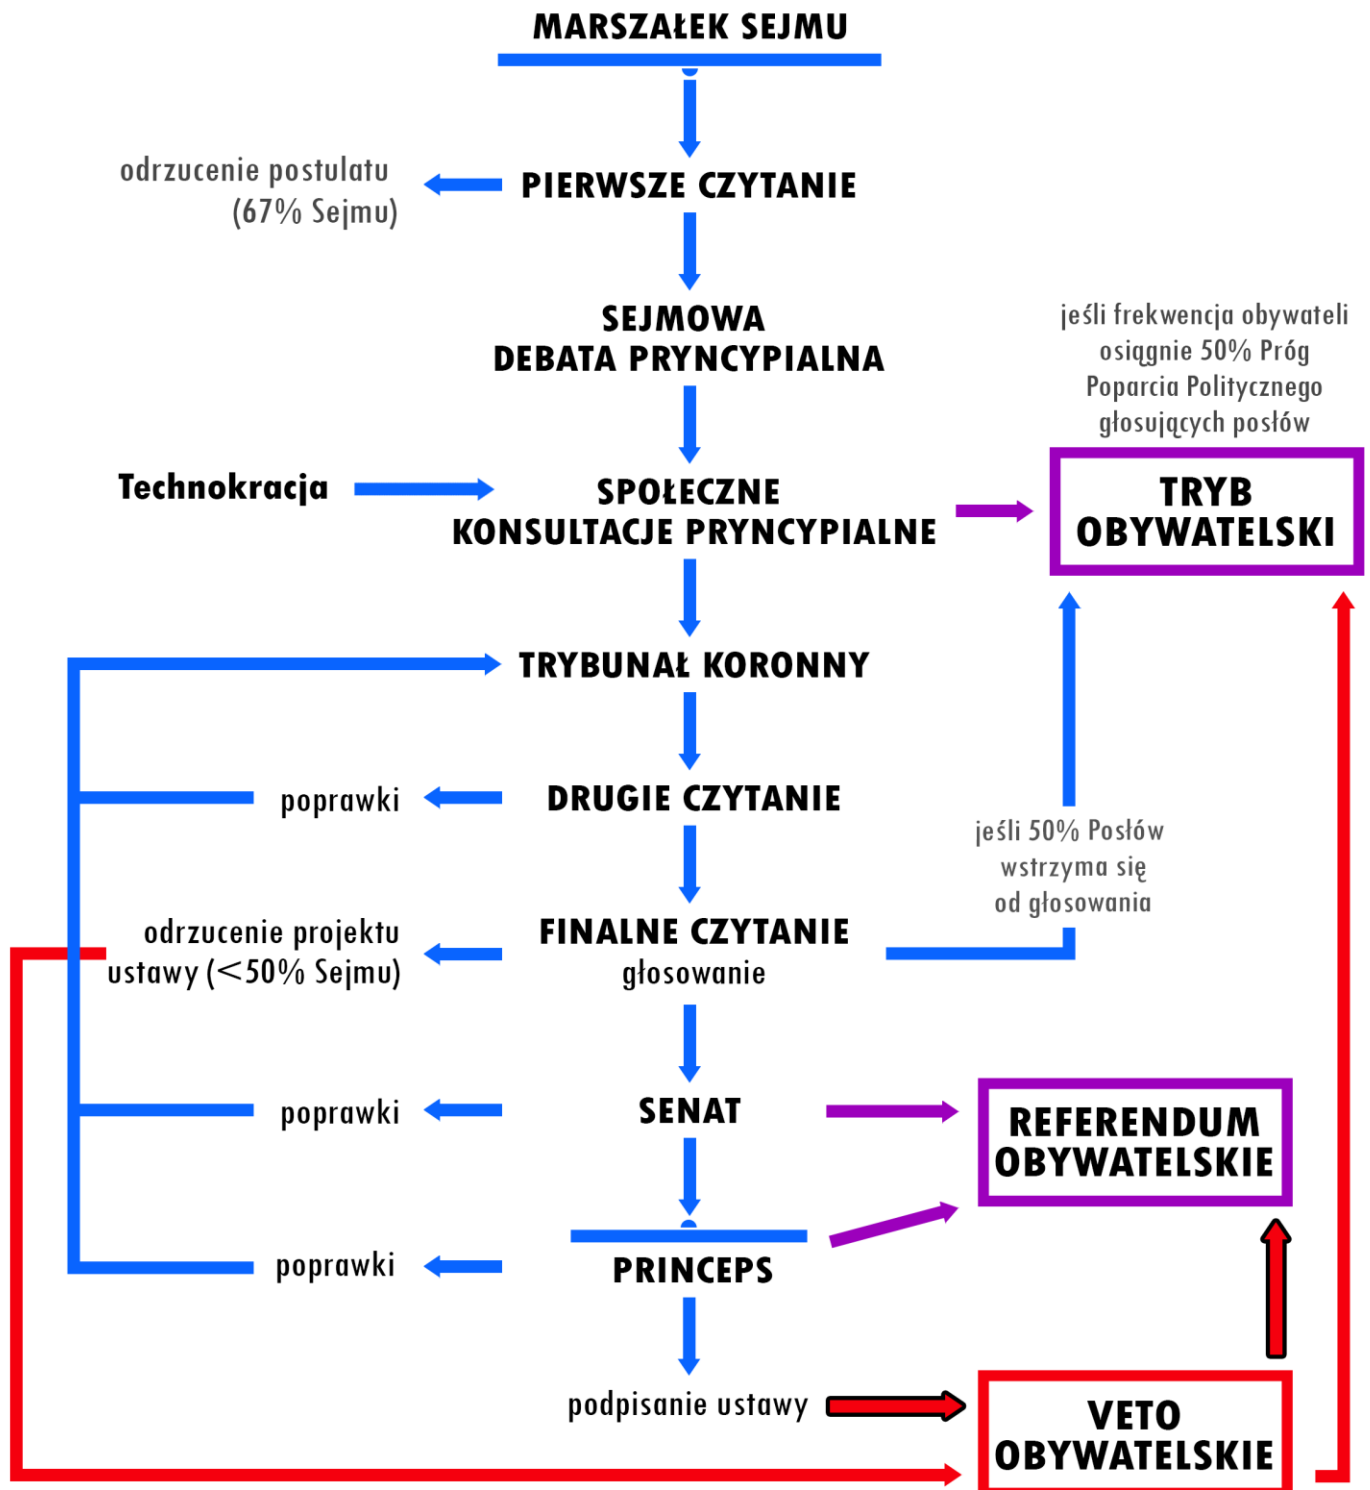 MARSZAŁEK SEJMU
odrzucenie postulatu
(67% Sejmu)
PIERWSZE CZYTANIE
SEJMOWA
DEBATA PRYNCYPIALNA
jeśli frekwencja obywateli
osiągnie 50% Próg
Poparcia Politycznego
głosujących posłów
Technokracja
SPOŁECZNE
KONSULTACJE PRYNCYPIALNE
TRYB
OBYWATELSKI
TRYBUNAŁ KORONNY
poprawki
DRUGIE CZYTANIE
jeśli 50% Posłów
wstrzyma się
od głosowania
odrzucenie projektu
ustawy (<50% Sejmu)
FINALNE CZYTANIE
głosowanie
poprawki
SENAT
REFERENDUM
OBYWATELSKIE
poprawki
PRINCEPS
podpisanie ustawy
VETO
OBYWATELSKIE